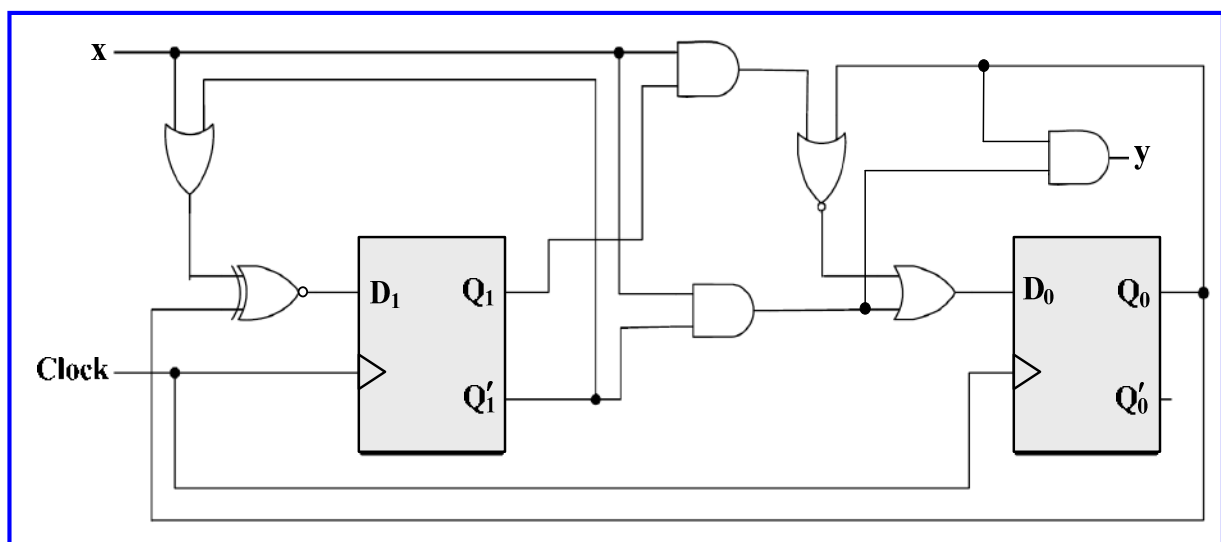 x
y
D₁
Q₁
D₀
Q₀
Clock
Q₁′
Q₀′